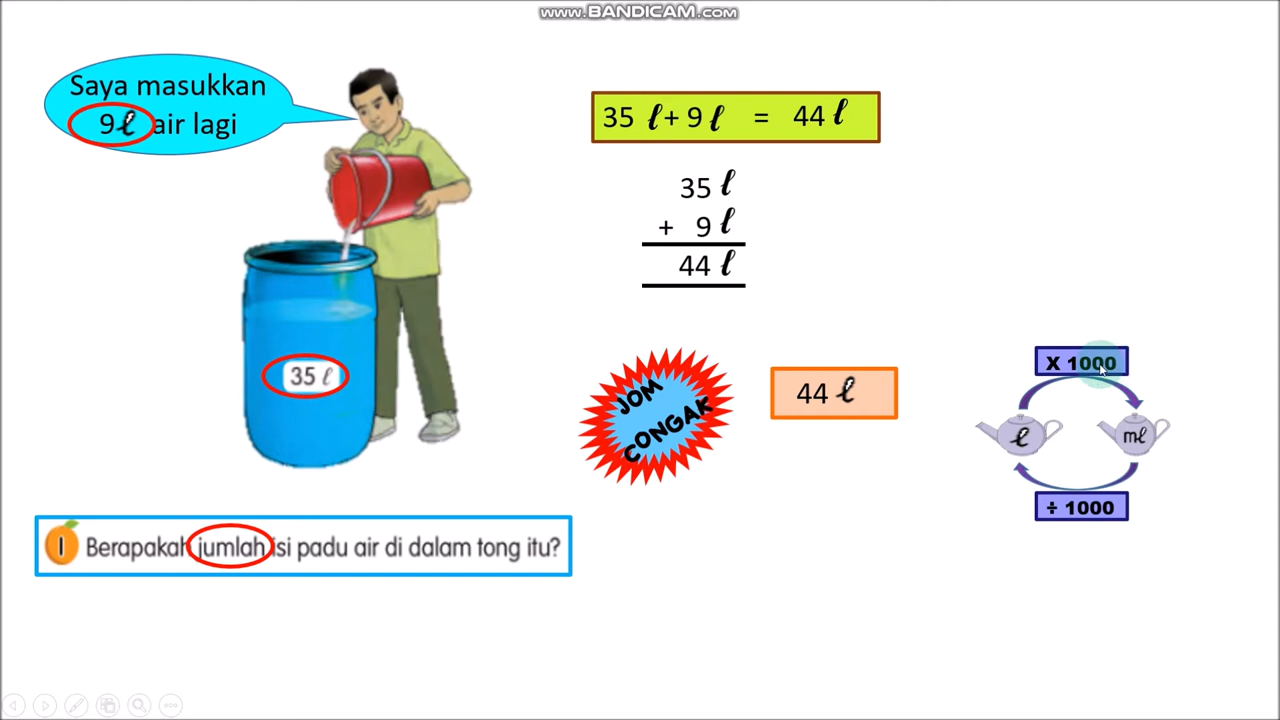 www.BANDICAM.com
Saya masukkan
9ℓ air lagi
35 ℓ + 9 ℓ = 44 ℓ
35 ℓ
+ 9 ℓ
44 ℓ
35 ℓ
JOM
CONGAK
44 ℓ
X 1000
ℓ
mℓ
÷ 1000
1 Berapakah jumlah isi padu air di dalam tong itu?